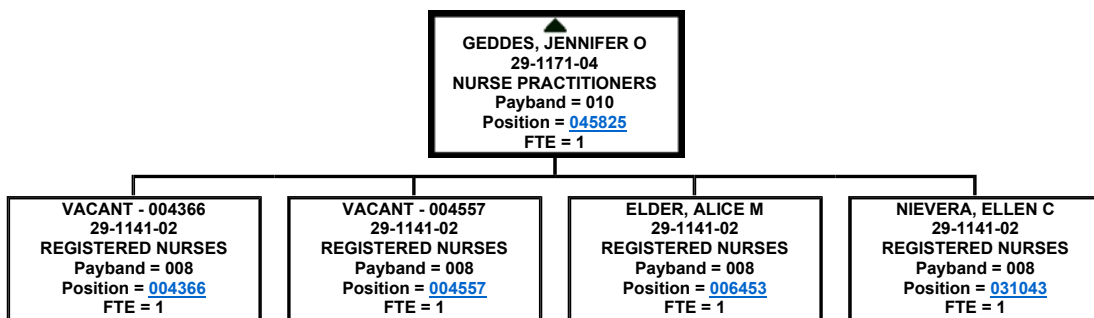 GEDDES, JENNIFER O
29-1171-04
NURSE PRACTITIONERS
Payband = 010
Position = 045825
FTE = 1
VACANT - 004366
29-1141-02
REGISTERED NURSES
Payband = 008
Position = 004366
FTE = 1
VACANT - 004557
29-1141-02
REGISTERED NURSES
Payband = 008
Position = 004557
FTE = 1
ELDER, ALICE M
29-1141-02
REGISTERED NURSES
Payband = 008
Position = 006453
FTE = 1
NIEVERA, ELLEN C
29-1141-02
REGISTERED NURSES
Payband = 008
Position = 031043
FTE = 1